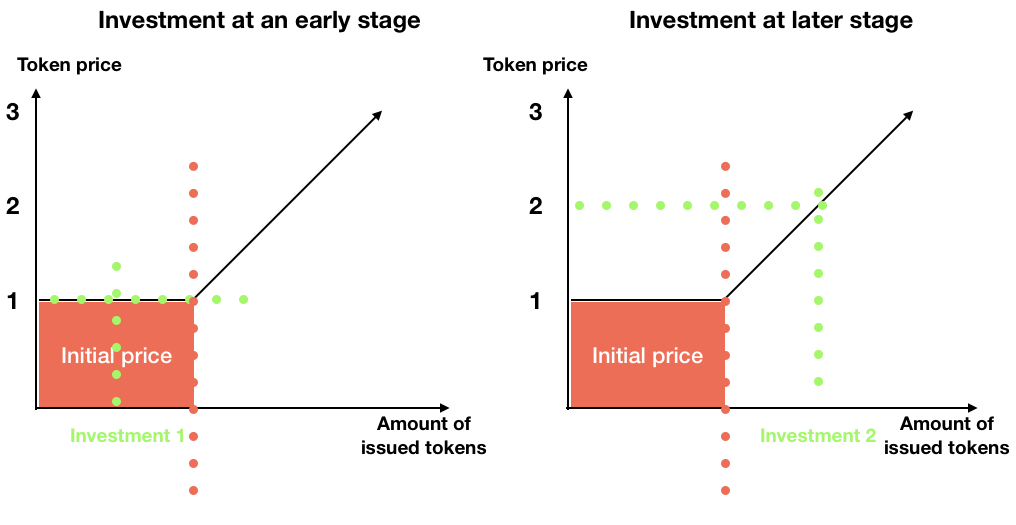 Investment at an early stage
Token price
3
2
1
Initial price
Investment 1
Amount of
issued tokens
Investment at later stage
Token price
3
2
1
Initial price
Investment 2
Amount of
issued tokens